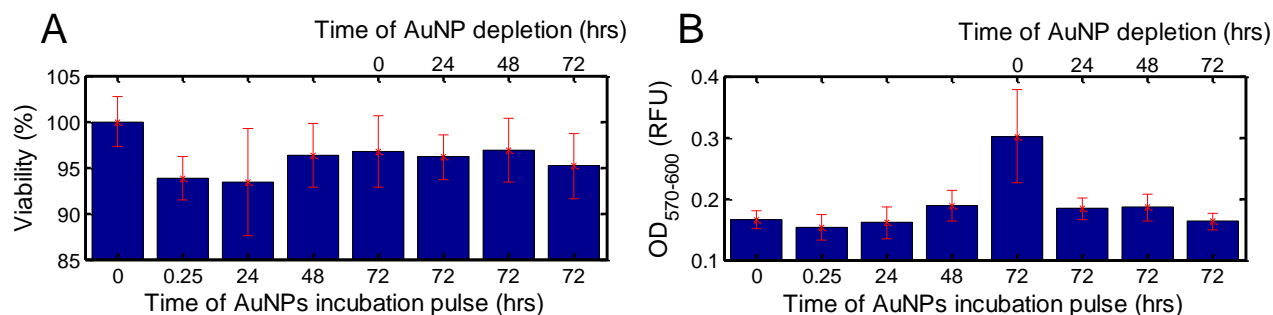 A
Time of AuNP depletion (hrs)
0 24 48 72
105
100
95
90
85
Viability (%)
0 0.25 24 48 72 72 72 72
Time of AuNPs incubation pulse (hrs)
B
Time of AuNP depletion (hrs)
0 24 48 72
0.4
0.3
0.2
0.1
OD570-600 (RFU)
0 0.25 24 48 72 72 72 72
Time of AuNPs incubation pulse (hrs)